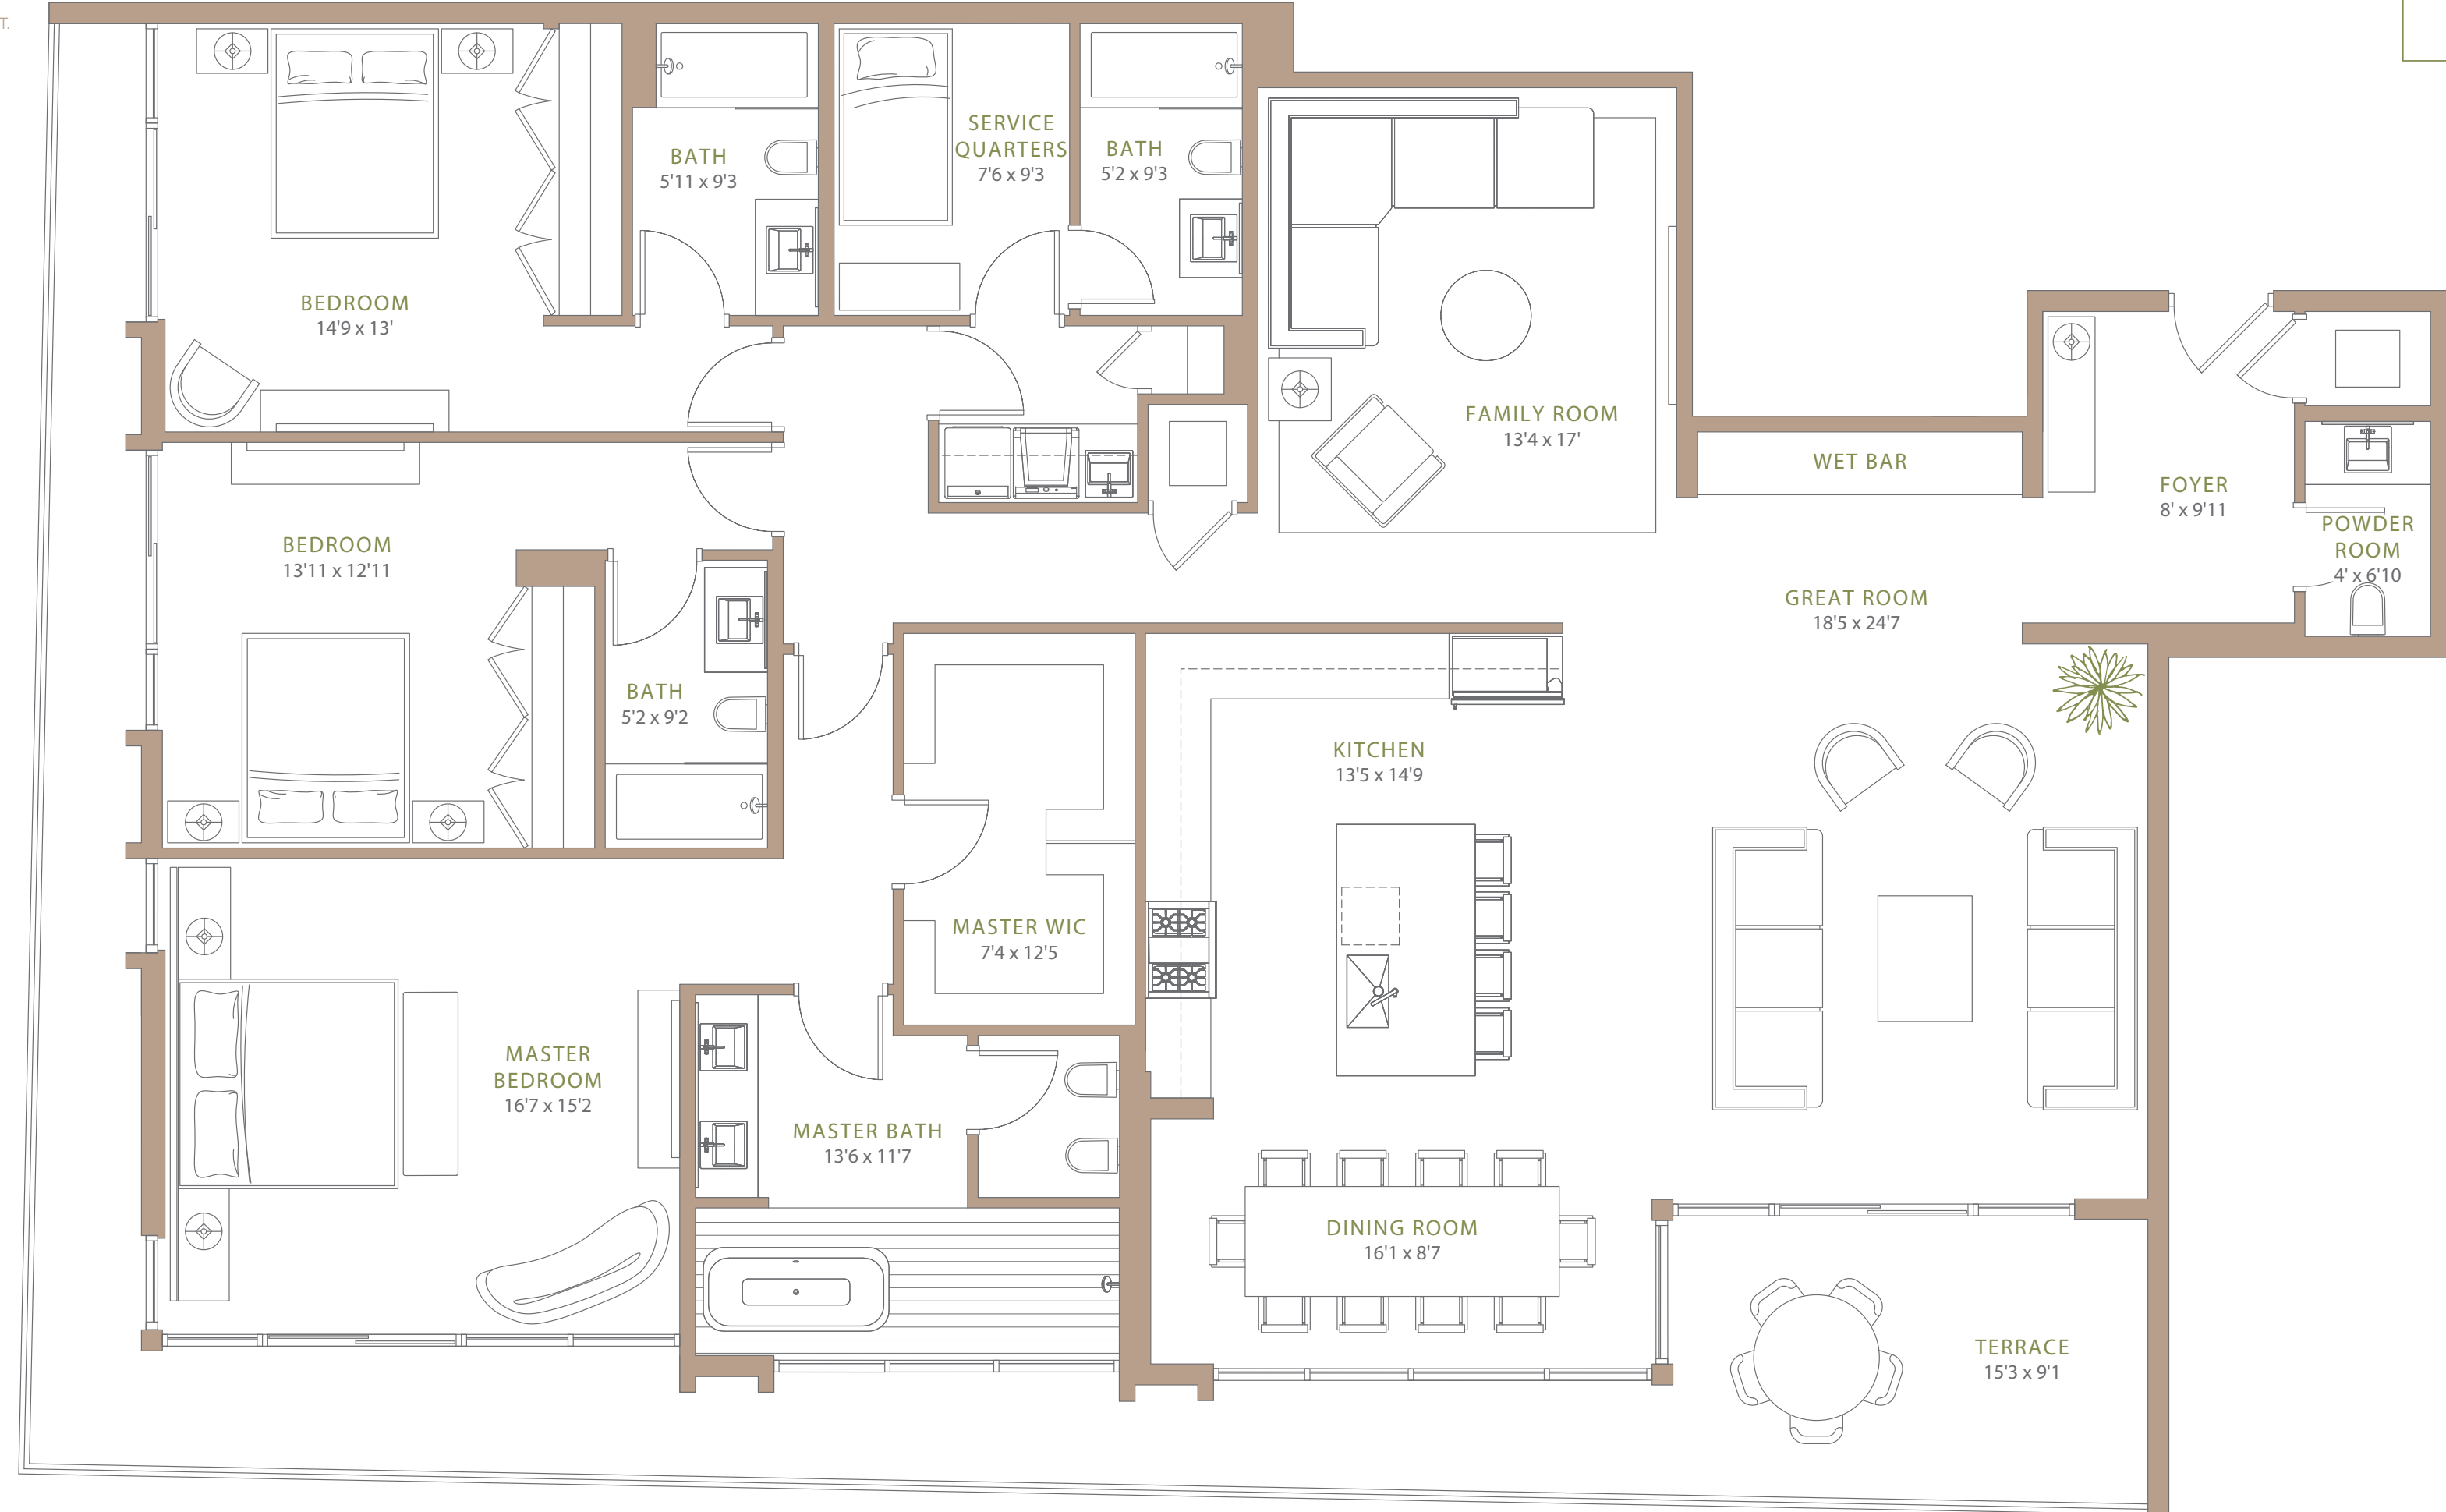 T.
BEDROOM
14'9 x 13'
BATH
5'11 x 9'3
SERVICE
QUARTERS
7'6 x 9'3
BATH
5'2 x 9'3
FAMILY ROOM
13'4 x 17'
WET BAR
FOYER
8' x 9'11
POWDER
ROOM
4' x 6'10
BEDROOM
13'11 x 12'11
BATH
5'2 x 9'2
GREAT ROOM
18'5 x 24'7
KITCHEN
13'5 x 14'9
MASTER WIC
7'4 x 12'5
MASTER
BEDROOM
16'7 x 15'2
MASTER BATH
13'6 x 11'7
DINING ROOM
16'1 x 8'7
TERRACE
15'3 x 9'1